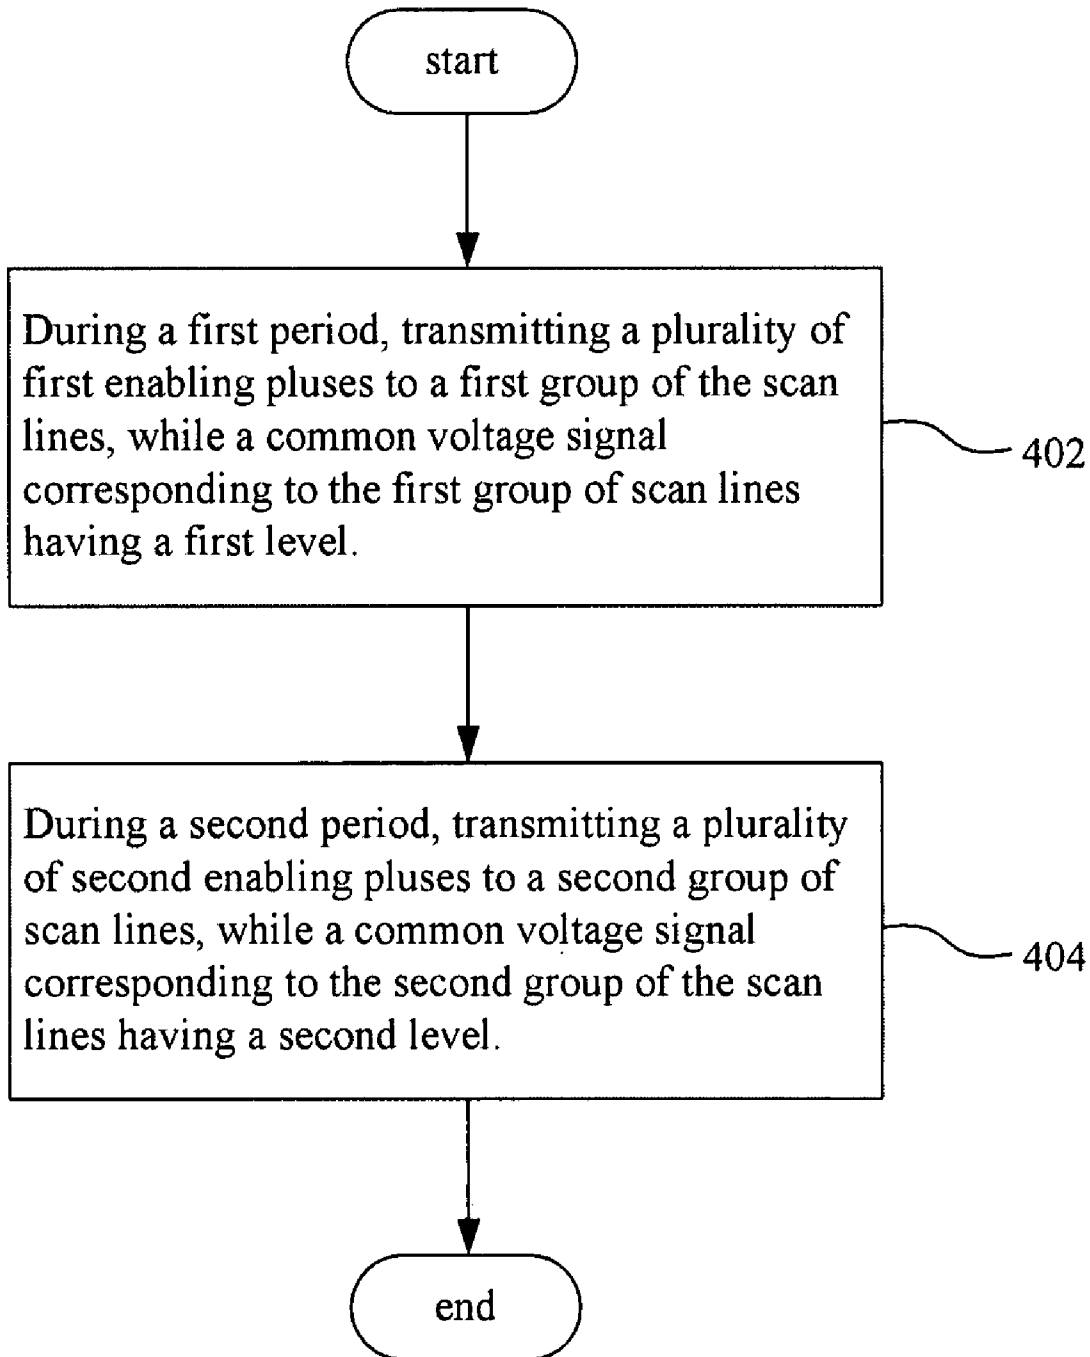 start
During a first period, transmitting a plurality of
first enabling pluses to a first group of the scan
lines, while a common voltage signal
corresponding to the first group of scan lines
having a first level.
402
During a second period, transmitting a plurality
of second enabling pluses to a second group of
scan lines, while a common voltage signal
corresponding to the second group of the scan
lines having a second level.
404
end